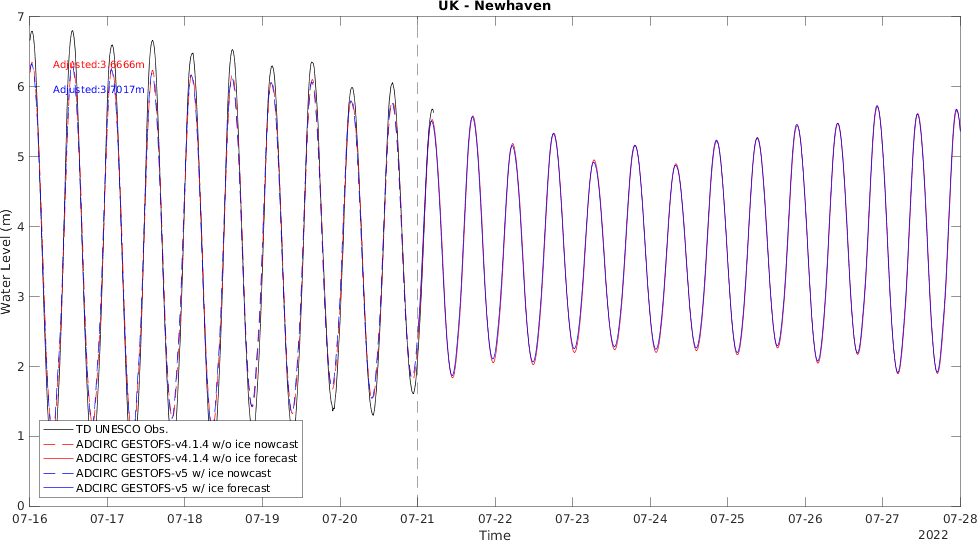 UK - Newhaven
7
6
5
4
3
2
1
0
Water Level (m)
Adjusted:3.6666m
Adjusted:3.7017m
TD UNESCO Obs.
ADCIRC GESTOFS-v4.1.4 w/o ice nowcast
ADCIRC GESTOFS-v4.1.4 w/o ice forecast
ADCIRC GESTOFS-v5 w/ ice nowcast
ADCIRC GESTOFS-v5 w/ ice forecast
07-16 07-17 07-18 07-19 07-20 07-21 07-22 07-23 07-24 07-25 07-26 07-27 07-28
Time
2022